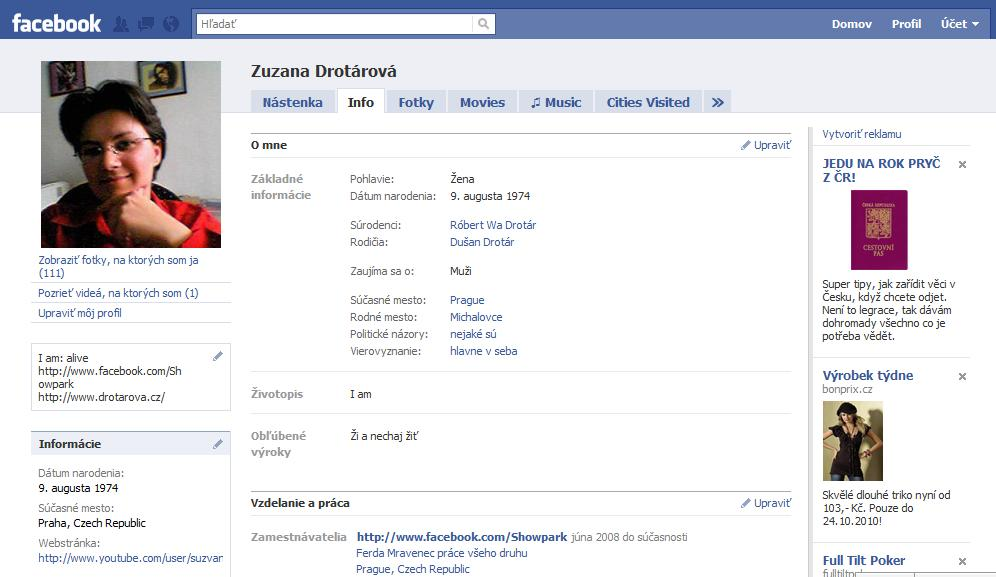 facebook
Hľadať
Domov Profil Účet
Zuzana Drotárová
Nástenka Info Fotky Movies Music Cities Visited »
Zobraziť fotky, na ktorých som ja
(111)
Pozrieť videá, na ktorých som (1)
Upraviť môj profil
I am: alive
http://www.facebook.com/Sh
owpark
http://www.drotarova.cz/
Informácie
Dátum narodenia:
9. augusta 1974
Súčasné mesto:
Praha, Czech Republic
Webstránka:
http://www.youtube.com/user/suzvan
O mne
Upraviť
Základné
informácie
Pohlavie: Žena
Dátum narodenia: 9. augusta 1974
Súrodenci: Róbert Wa Drotár
Rodičia: Dušan Drotár
Zaujíma sa o: Muži
Súčasné mesto: Prague
Rodné mesto: Michalovce
Politické názory: nejaké sú
Vierovyznanie: hlavne v seba
Životopis I am
Obľúbené
výroky
Ži a nechaj žiť
Vzdelanie a práca
Upraviť
Zamestnávatelia http://www.facebook.com/Showpark júna 2008 do súčasnosti
Ferda Mravenec práce všeho druhu
Prague, Czech Republic
Vytvoriť reklamu
JEDU NA ROK PRYČ
Z ČR!
ČESKÁ REPUBLIKA
CESTOVNÍ
PAS
Super tipy, jak zařídit věci v
Česku, když chcete odjet.
Není to legrace, tak dávám
dohromady všechno co je
potřeba vědět.
Výrobek týdne
bonprix.cz
Skvělé dlouhé triko nyní od
103,- Kč. Pouze do
24.10.2010!
Full Tilt Poker